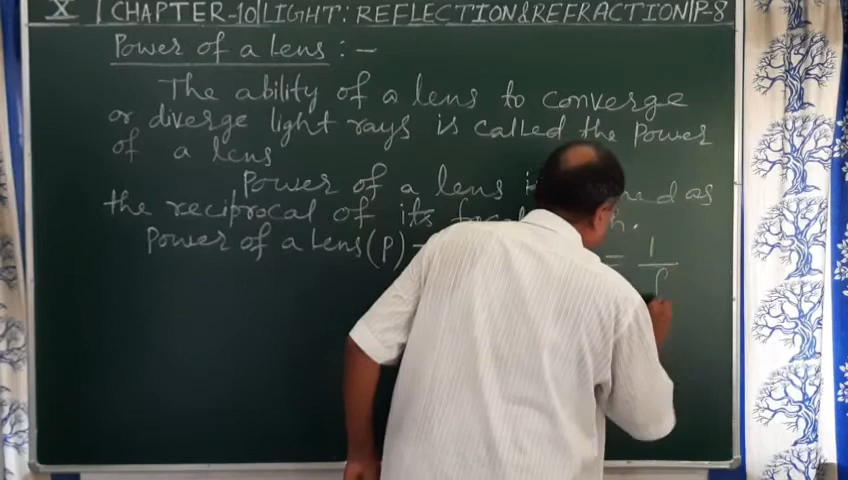 X | CHAPTER-10 | LIGHT: REFLECTION & REFRACTION | P-8
Power of a lens : –
The ability of a lens to converge
or diverge light rays is called the Power
of a lens
Power of a lens as
the reciprocal of its
Power of a lens (P) = 1/f